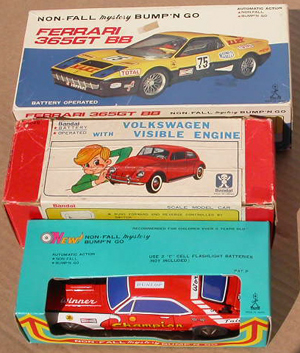 NON-FALL mystery BUMP'N GO
FERRARI
365GT BB
AUTOMATIC ACTION
NON-FALL
BUMP'N GO
75
TOTAL
BATTERY OPERATED
FERRARI 365GT BB
NON-FALL mystery BUMP'N GO
Bandai
BATTERY
OPERATED
VOLKSWAGEN
WITH VISIBLE ENGINE
Bandai
SCALE MODEL CAR
New!
NON-FALL mystery
BUMP'N GO
AUTOMATIC ACTION
NON-FALL
BUMP'N GO
USE 2 "C" CELL FLASHLIGHT BATTERIES
NOT INCLUDED
Winner
DUNLOP
Champion
NON-FALL mystery BUMP'N GO